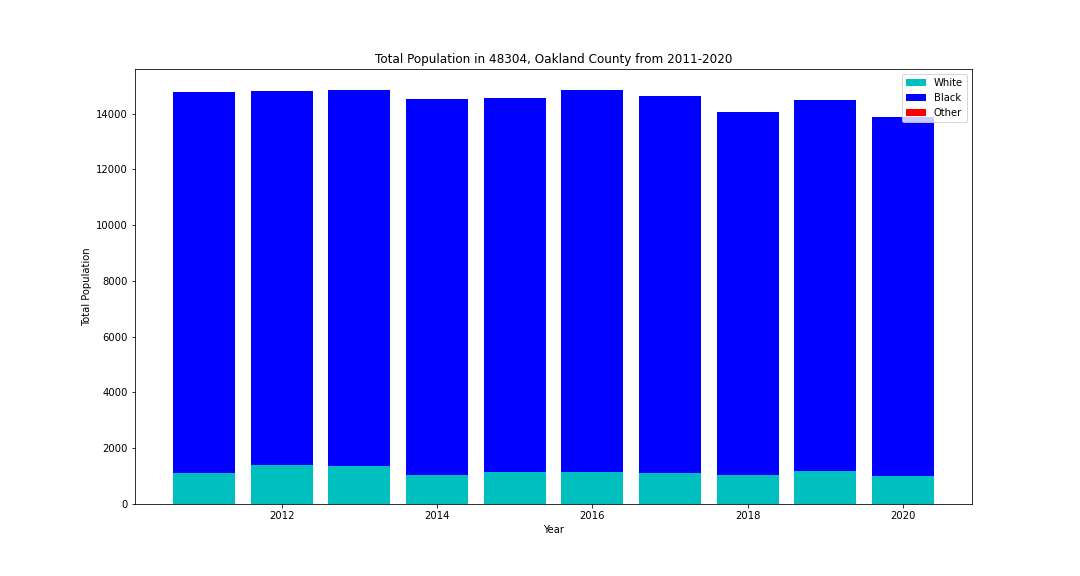 Total Population in 48304, Oakland County from 2011-2020
White
Black
Other
14000
12000
10000
8000
6000
4000
2000
0
Total Population
2012
2014
2016
2018
2020
Year